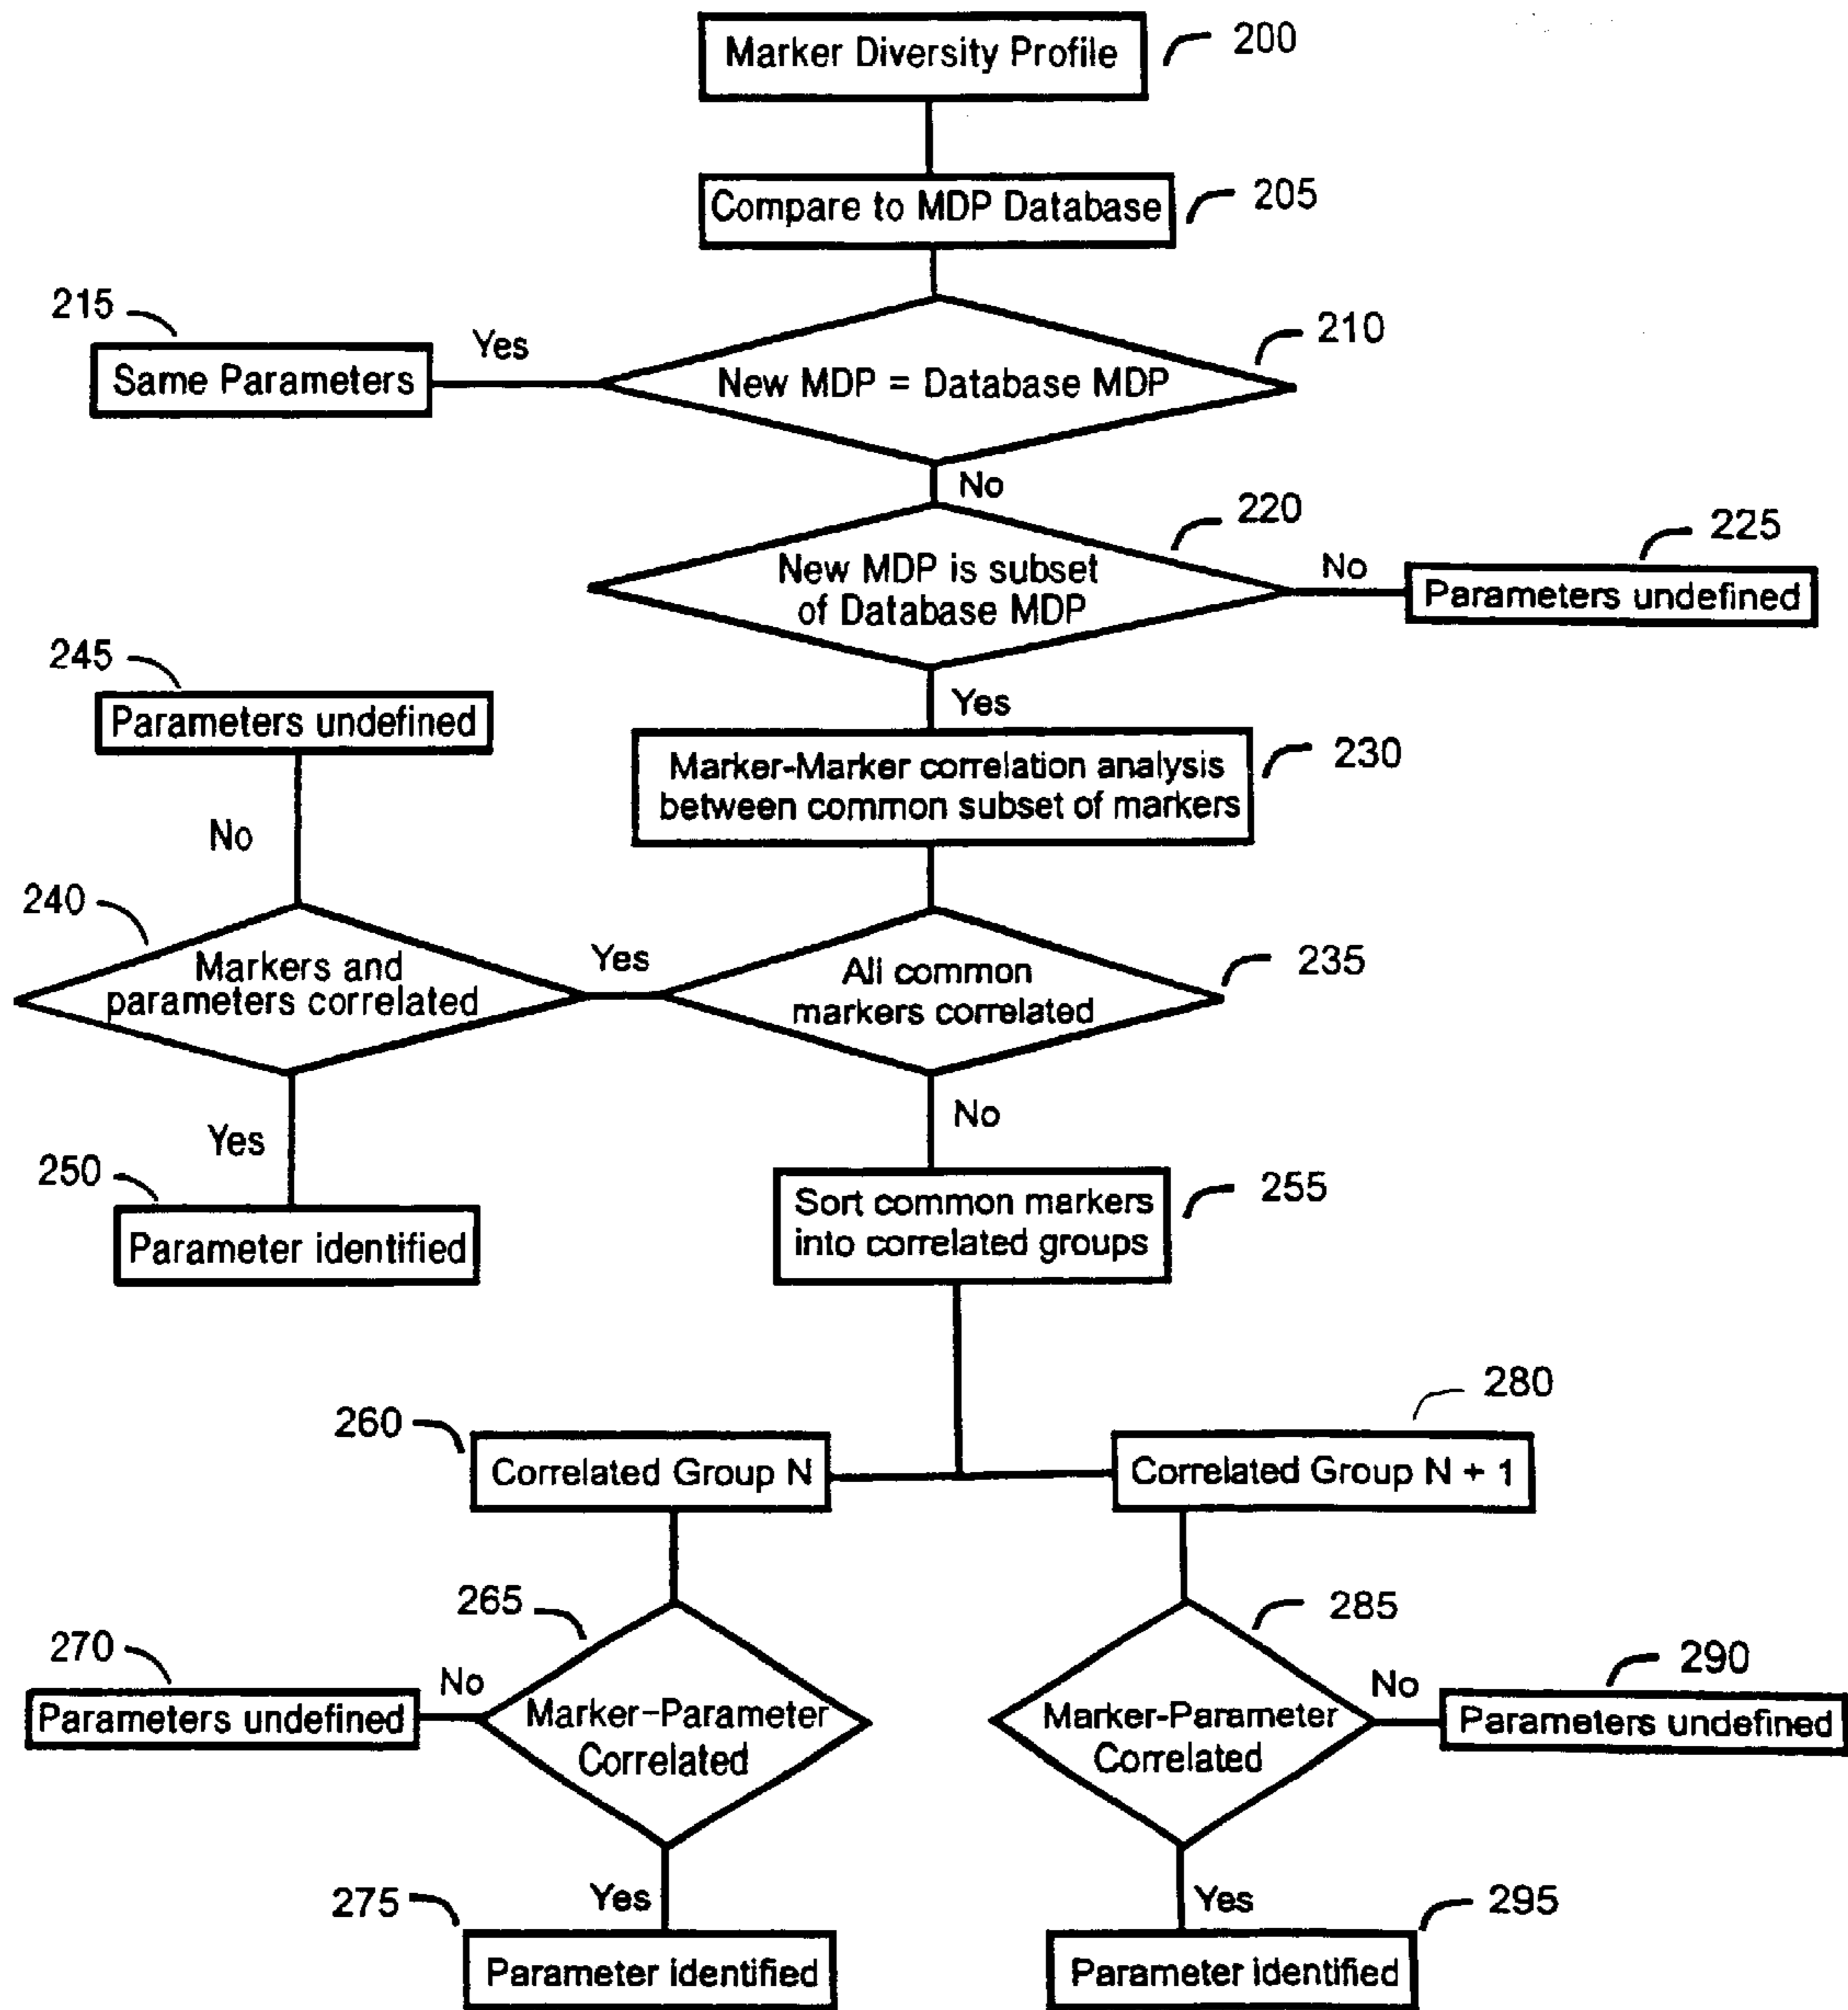 Marker Diversity Profile
200
Compare to MDP Database
205
215
Same Parameters
Yes
New MDP = Database MDP
210
No
220
New MDP is subset
of Database MDP
No
225
Parameters undefined
245
Parameters undefined
Yes
Marker-Marker correlation analysis
between common subset of markers
230
No
240
Markers and
parameters correlated
Yes
All common
markers correlated
235
Yes
No
250
Parameter identified
Sort common markers
into correlated groups
255
260
Correlated Group N
280
Correlated Group N + 1
265
285
270
Parameters undefined
No
Marker-Parameter
Correlated
Marker-Parameter
Correlated
No
290
Parameters undefined
Yes
275
Parameter identified
Yes
295
Parameter identified